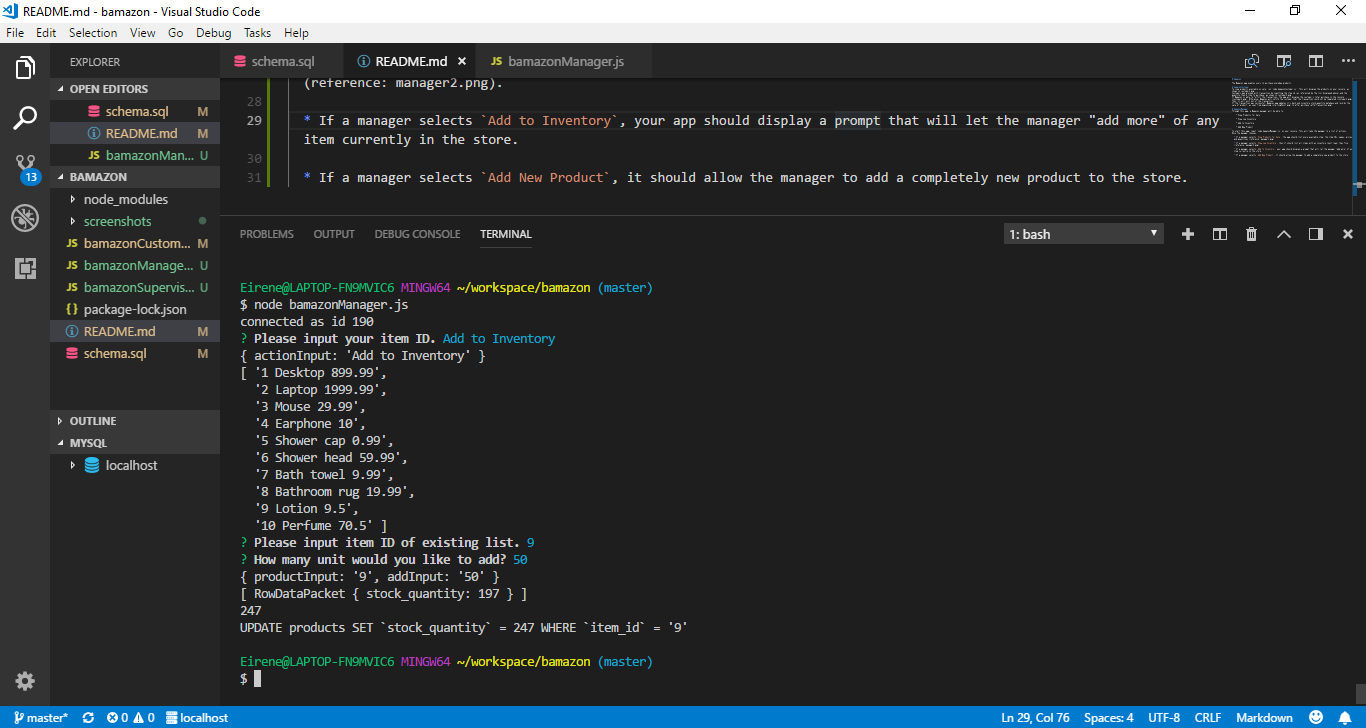 README.md - bamazon - Visual Studio Code
File Edit Selection View Go Debug Tasks Help
EXPLORER
OPEN EDITORS
schema.sql M
README.md M
bamazonMan... U
BAMAZON
node_modules
screenshots
JS bamazonCustom... M
JS bamazonManage... U
JS bamazonSupervis... U
{ } package-lock.json
README.md M
schema.sql M
OUTLINE
MYSQL
localhost
13
schema.sql README.md × JS bamazonManager.js
(reference: manager2.png).
28
29 * If a manager selects `Add to Inventory`, your app should display a prompt that will let the manager "add more" of any
item currently in the store.
30
31 * If a manager selects `Add New Product`, it should allow the manager to add a completely new product to the store.
PROBLEMS OUTPUT DEBUG CONSOLE TERMINAL 1: bash
Eirene@LAPTOP-FN9MVIC6 MINGW64 ~/workspace/bamazon (master)
$ node bamazonManager.js
connected as id 190
? Please input your item ID. Add to Inventory
{ actionInput: 'Add to Inventory' }
[ '1 Desktop 899.99',
'2 Laptop 1999.99',
'3 Mouse 29.99',
'4 Earphone 10',
'5 Shower cap 0.99',
'6 Shower head 59.99',
'7 Bath towel 9.99',
'8 Bathroom rug 19.99',
'9 Lotion 9.5',
'10 Perfume 70.5' ]
? Please input item ID of existing list. 9
? How many unit would you like to add? 50
{ productInput: '9', addInput: '50' }
[ RowDataPacket { stock_quantity: 197 } ]
247
UPDATE products SET `stock_quantity` = 247 WHERE `item_id` = '9'
Eirene@LAPTOP-FN9MVIC6 MINGW64 ~/workspace/bamazon (master)
$
master* 0 0 localhost Ln 29, Col 76 Spaces: 4 UTF-8 CRLF Markdown